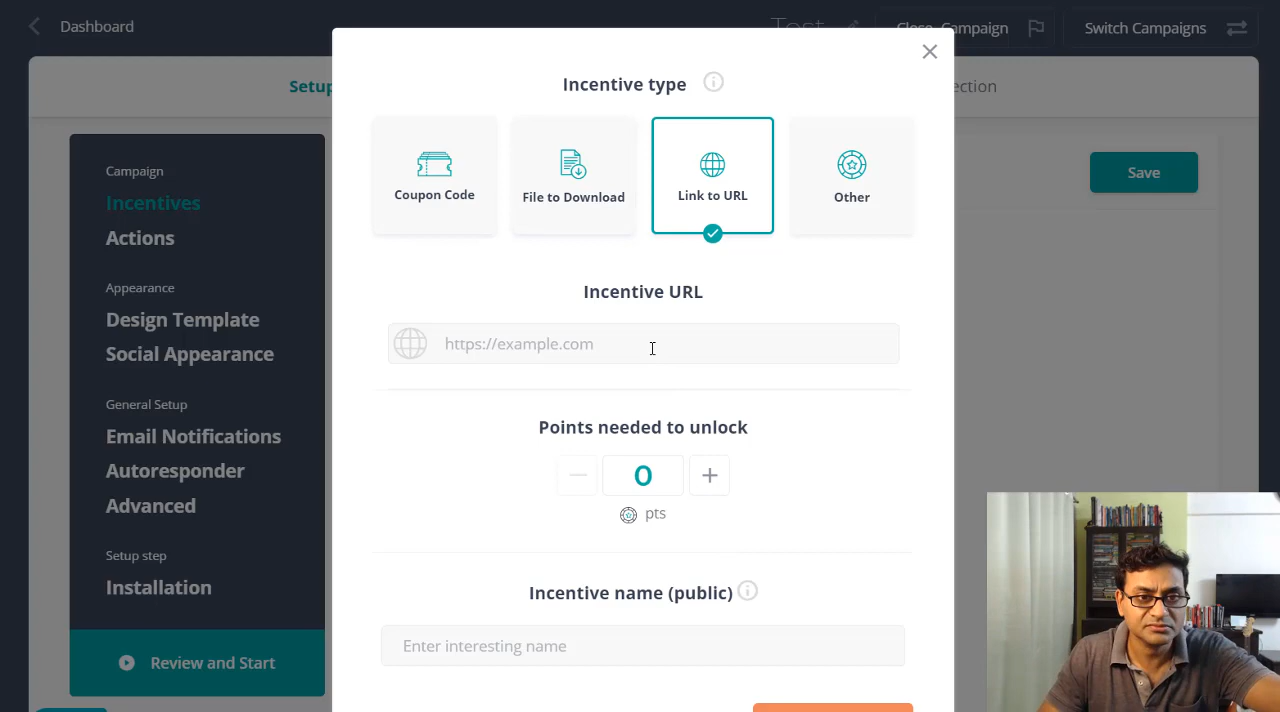 Dashboard
Test
Close Campaign
Switch Campaigns
Setup
Incentive type
Coupon Code
File to Download
Link to URL
Other
Save
Campaign
Incentives
Actions
Appearance
Design Template
Social Appearance
General Setup
Email Notifications
Autoresponder
Advanced
Setup step
Installation
Review and Start
Incentive URL
https://example.com
Points needed to unlock
0
pts
Incentive name (public)
Enter interesting name